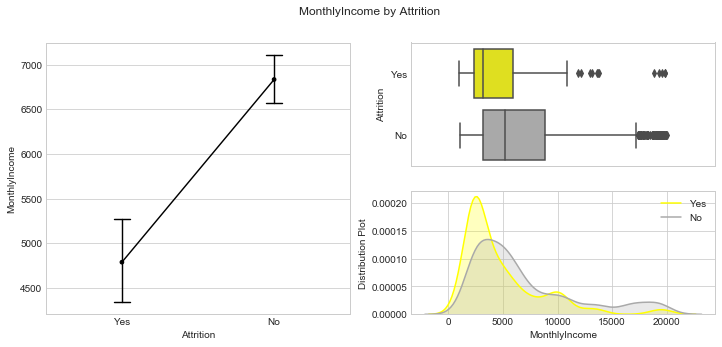 MonthlyIncome by Attrition
7000
6500
6000
5500
5000
4500
MonthlyIncome
Yes
No
Attrition
Yes
No
Attrition
0.00020
0.00015
0.00010
0.00005
0.00000
Distribution Plot
Yes
No
0
5000
10000
15000
20000
MonthlyIncome